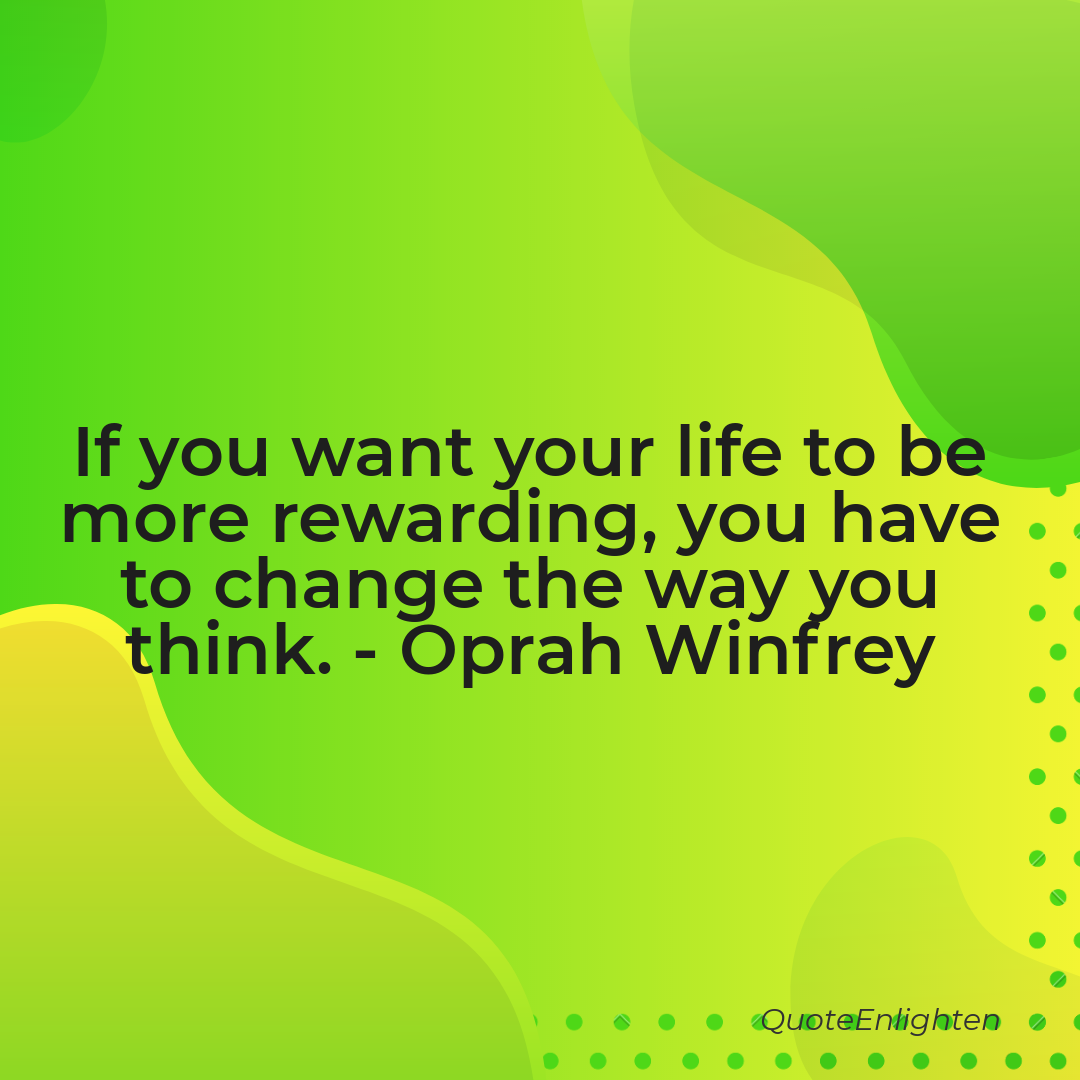 If you want your life to be
more rewarding, you have
to change the way you
think. - Oprah Winfrey
QuoteEnlighten